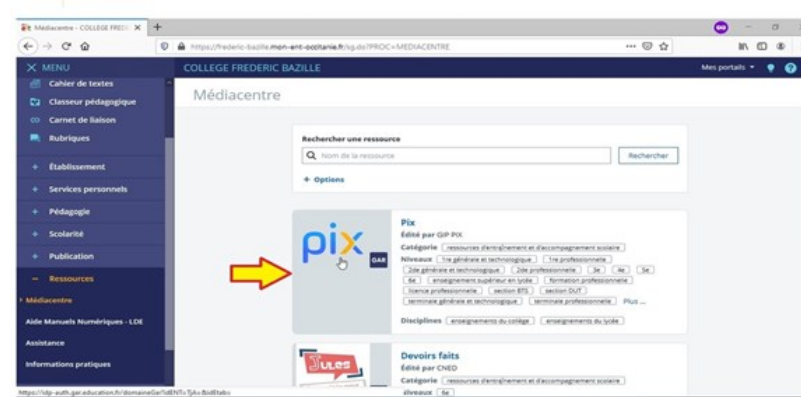 Médiacentre - COLLEGE FREDE
https://frederic-bazille.mon-ent-occitanie.fr/sg.do?PROC=MEDIACENTRE
MENU
COLLEGE FREDERIC BAZILLE
Mes portails
Cahier de textes
Classeur pédagogique
Carnet de liaison
Rubriques
Établissement
Services personnels
Pédagogie
Scolarité
Publication
Ressources
Médiacentre
Aide Manuels Numériques - LDE
Assistance
Informations pratiques
Médiacentre
Rechercher une ressource
Nom de la ressource
Rechercher
+ Options
pix
GAR
Pix
Édité par GIP PIX
Catégorie ressources d'entraînement et d'accompagnement scolaire
Niveaux 1re générale et technologique 1re professionnelle
2de générale et technologique 2de professionnelle 3e 4e 5e
6e enseignement supérieur en lycée formation professionnelle
licence professionnelle section BTS section DUT
terminale générale et technologique terminale professionnelle Plus ...
Disciplines enseignements du collège enseignements du lycée
JULES
Devoirs faits
Édité par CNED
Catégorie ressources d'entraînement et d'accompagnement scolaire
Niveaux 6e